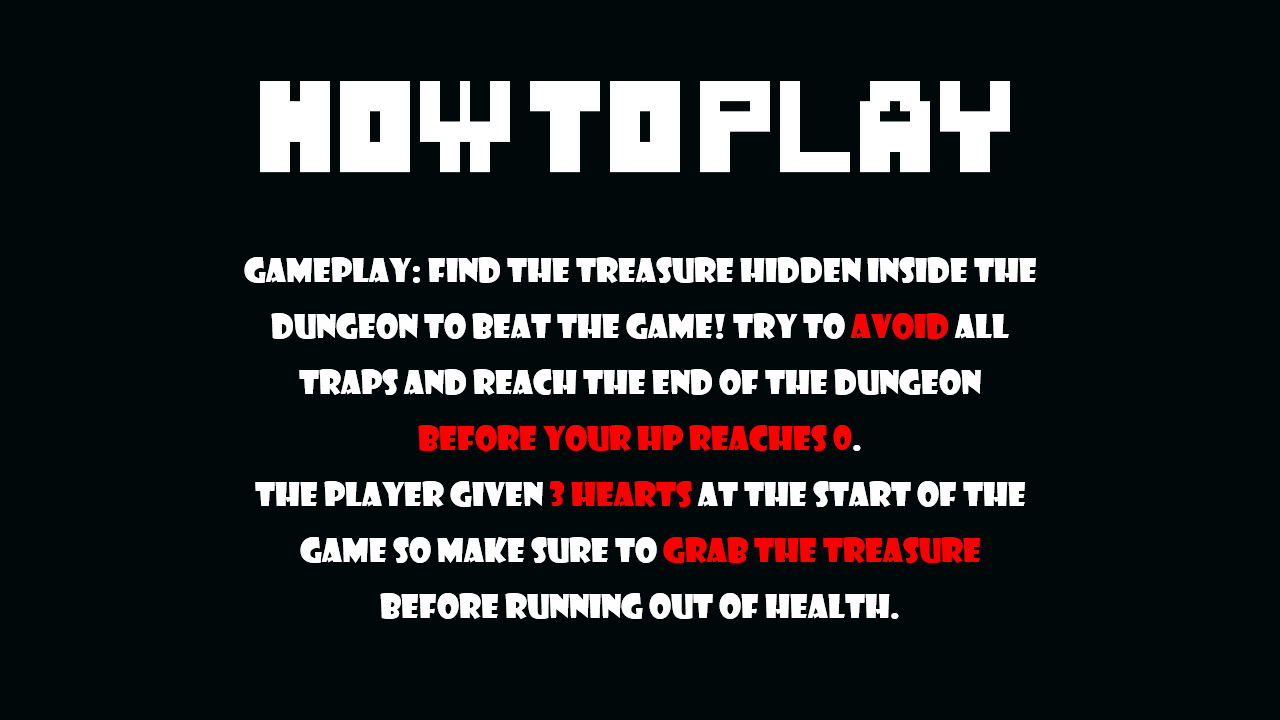 HOW TO PLAY
GAMEPLAY: FIND THE TREASURE HIDDEN INSIDE THE
DUNGEON TO BEAT THE GAME! TRY TO AVOID ALL
TRAPS AND REACH THE END OF THE DUNGEON
BEFORE YOUR HP REACHES 0.
THE PLAYER GIVEN 3 HEARTS AT THE START OF THE
GAME SO MAKE SURE TO GRAB THE TREASURE
BEFORE RUNNING OUT OF HEALTH.